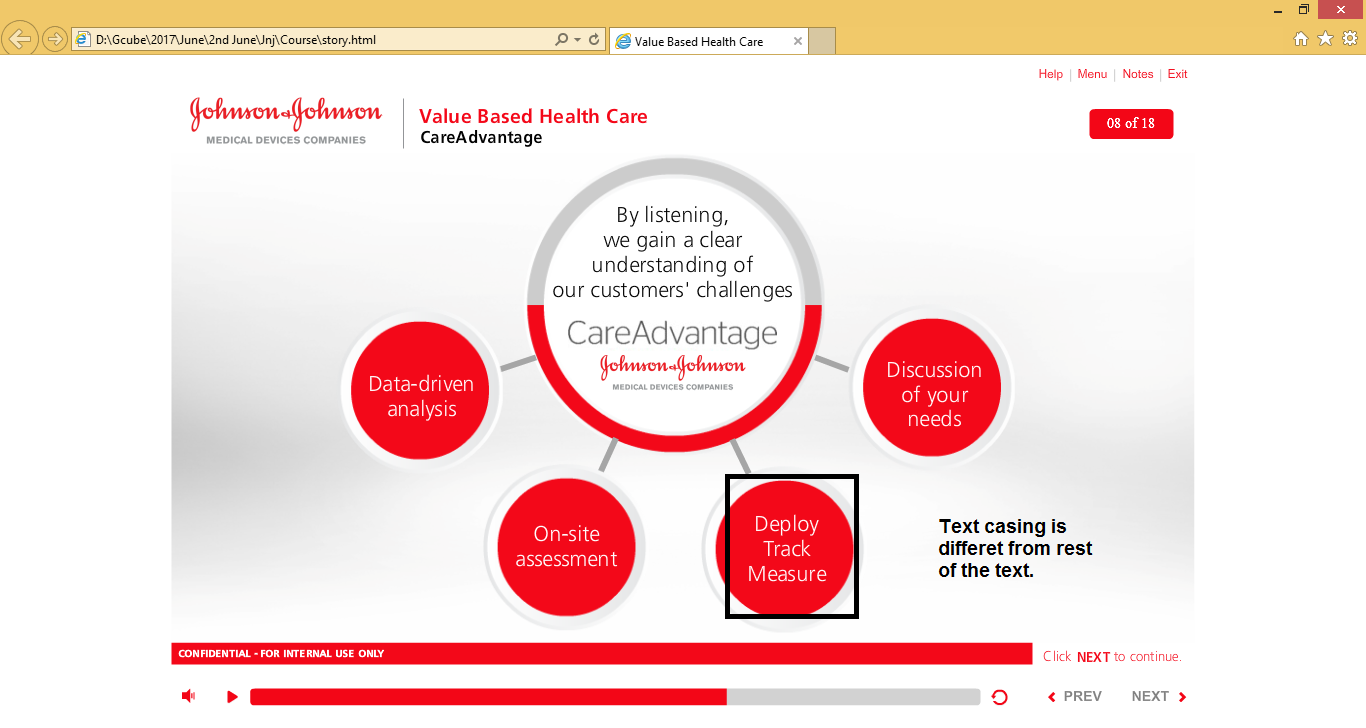 D:\Gcube\2017\June\2nd June\Jnj\Course\story.html
Value Based Health Care
Help | Menu | Notes | Exit
Johnson & Johnson
MEDICAL DEVICES COMPANIES
Value Based Health Care
CareAdvantage
08 of 18
By listening,
we gain a clear
understanding of
our customers' challenges
CareAdvantage
Johnson & Johnson
MEDICAL DEVICES COMPANIES
Data-driven
analysis
Discussion
of your
needs
On-site
assessment
Deploy
Track
Measure
Text casing is
differet from rest
of the text.
CONFIDENTIAL - FOR INTERNAL USE ONLY
Click NEXT to continue.
PREV
NEXT